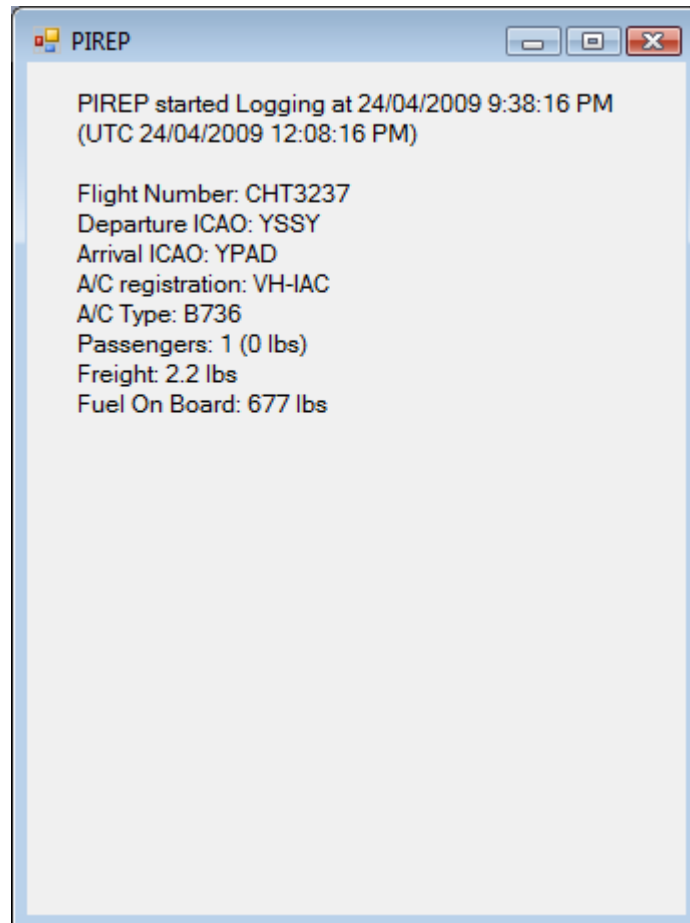 PIREP
PIREP started Logging at 24/04/2009 9:38:16 PM
(UTC 24/04/2009 12:08:16 PM)
Flight Number: CHT3237
Departure ICAO: YSSY
Arrival ICAO: YPAD
A/C registration: VH-IAC
A/C Type: B736
Passengers: 1 (0 lbs)
Freight: 2.2 lbs
Fuel On Board: 677 lbs